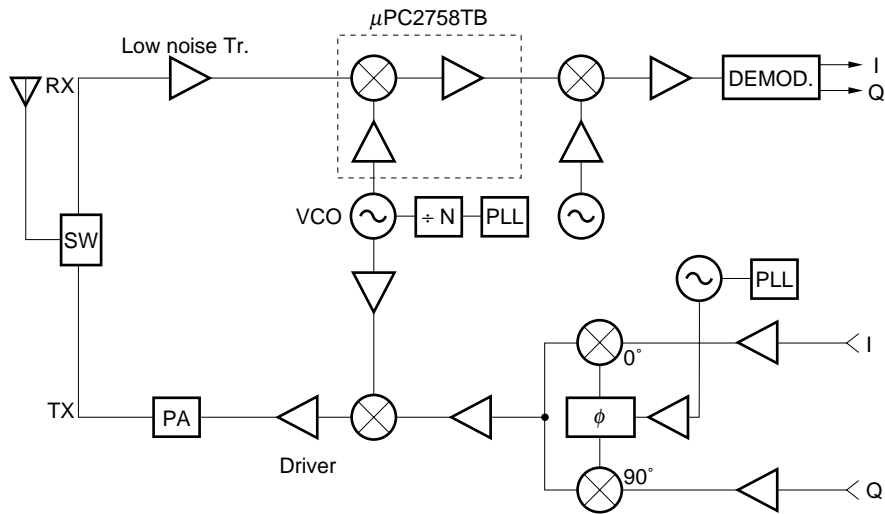 μPC2758TB
Low noise Tr.
RX
DEMOD.
I
Q
VCO
÷ N
PLL
SW
PLL
I
0˚
TX
PA
ϕ
Driver
90˚
Q